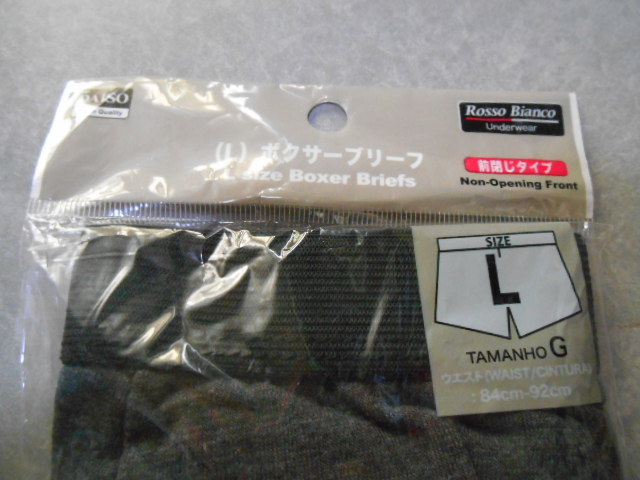 DAISO
Quality
Rosso Bianco
Underwear
(L) ボクサーブリーフ
L size Boxer Briefs
前閉じタイプ
Non-Opening Front
SIZE
L
TAMANHO G
ウエスト(WAIST/CINTURA)
:84cm-92cm